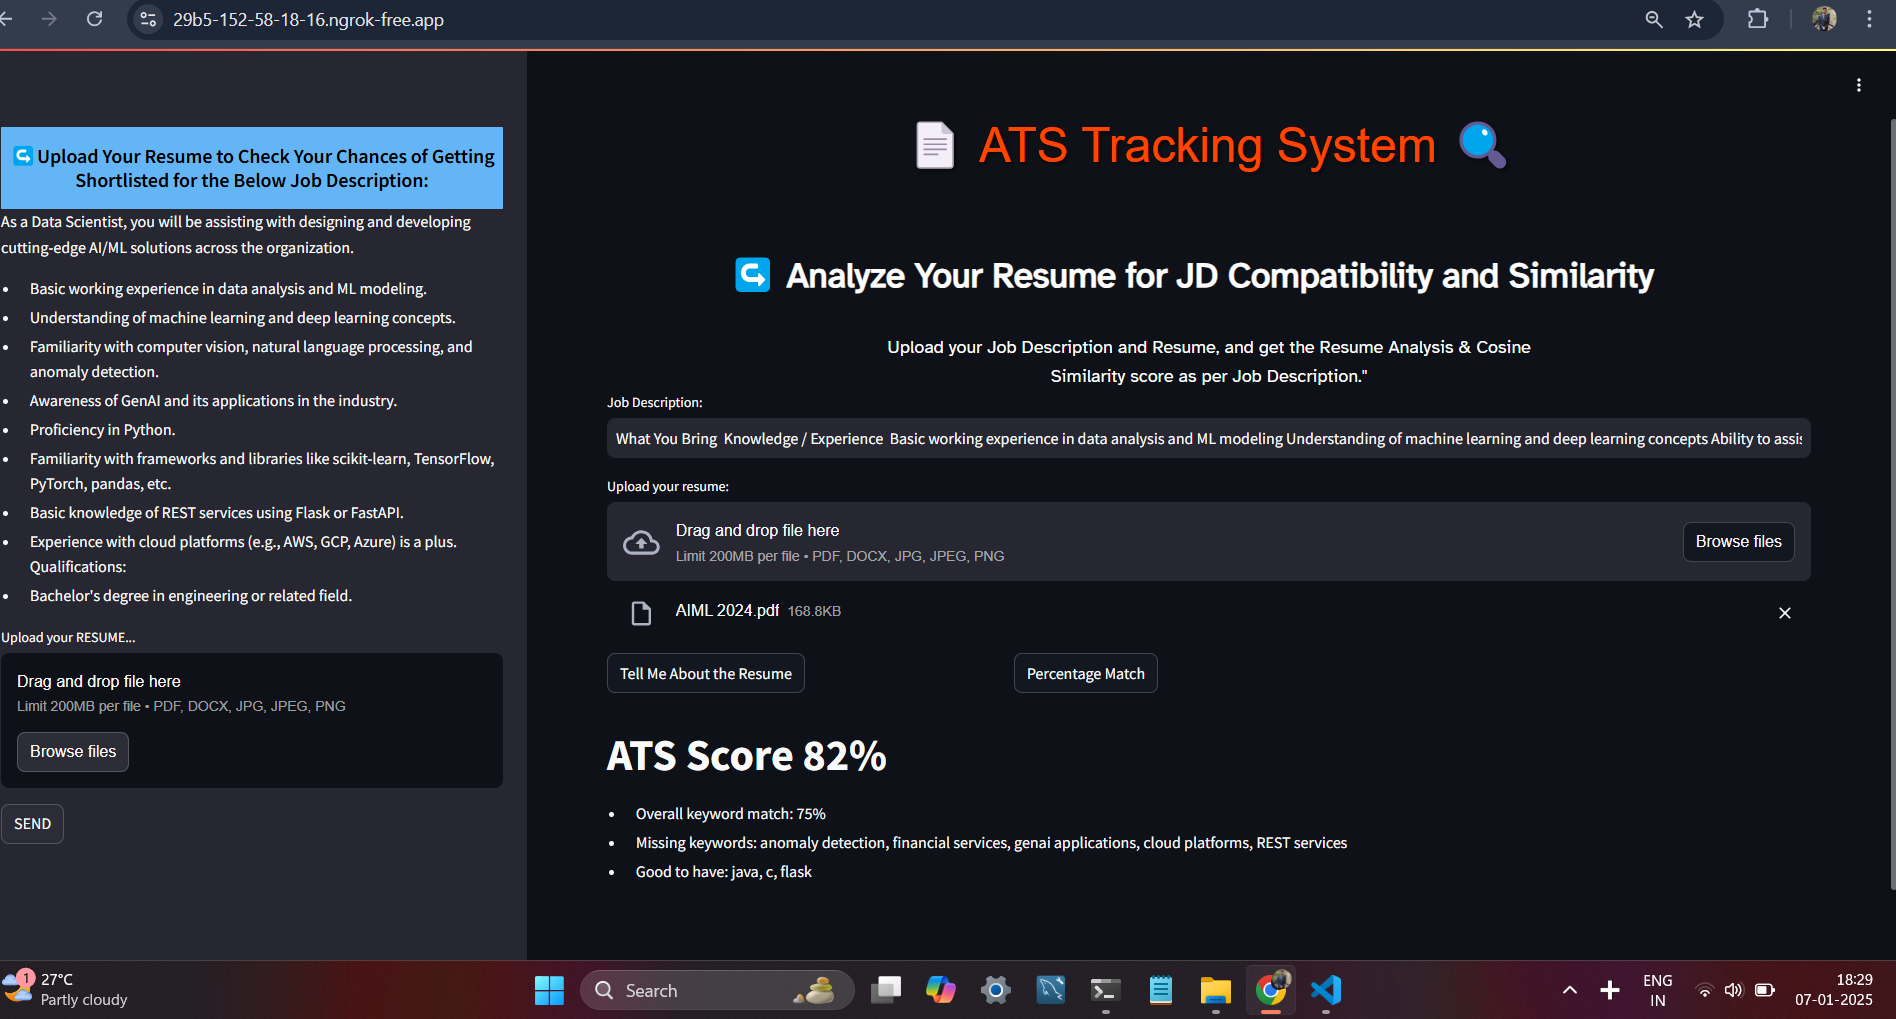 29b5-152-58-18-16.ngrok-free.app
Upload Your Resume to Check Your Chances of Getting
Shortlisted for the Below Job Description:
As a Data Scientist, you will be assisting with designing and developing
cutting-edge AI/ML solutions across the organization.
• Basic working experience in data analysis and ML modeling.
• Understanding of machine learning and deep learning concepts.
• Familiarity with computer vision, natural language processing, and
anomaly detection.
• Awareness of GenAI and its applications in the industry.
• Proficiency in Python.
• Familiarity with frameworks and libraries like scikit-learn, TensorFlow,
PyTorch, pandas, etc.
• Basic knowledge of REST services using Flask or FastAPI.
• Experience with cloud platforms (e.g., AWS, GCP, Azure) is a plus.
Qualifications:
• Bachelor's degree in engineering or related field.
Upload your RESUME...
Drag and drop file here
Limit 200MB per file • PDF, DOCX, JPG, JPEG, PNG
Browse files
SEND
ATS Tracking System
Analyze Your Resume for JD Compatibility and Similarity
Upload your Job Description and Resume, and get the Resume Analysis & Cosine
Similarity score as per Job Description."
Job Description:
What You Bring Knowledge / Experience Basic working experience in data analysis and ML modeling Understanding of machine learning and deep learning concepts Ability to assis
Upload your resume:
Drag and drop file here
Limit 200MB per file • PDF, DOCX, JPG, JPEG, PNG
Browse files
AIML 2024.pdf 168.8KB
Tell Me About the Resume
Percentage Match
ATS Score 82%
• Overall keyword match: 75%
• Missing keywords: anomaly detection, financial services, genai applications, cloud platforms, REST services
• Good to have: java, c, flask
1
27°C
Partly cloudy
Search
ENG
IN
18:29
07-01-2025